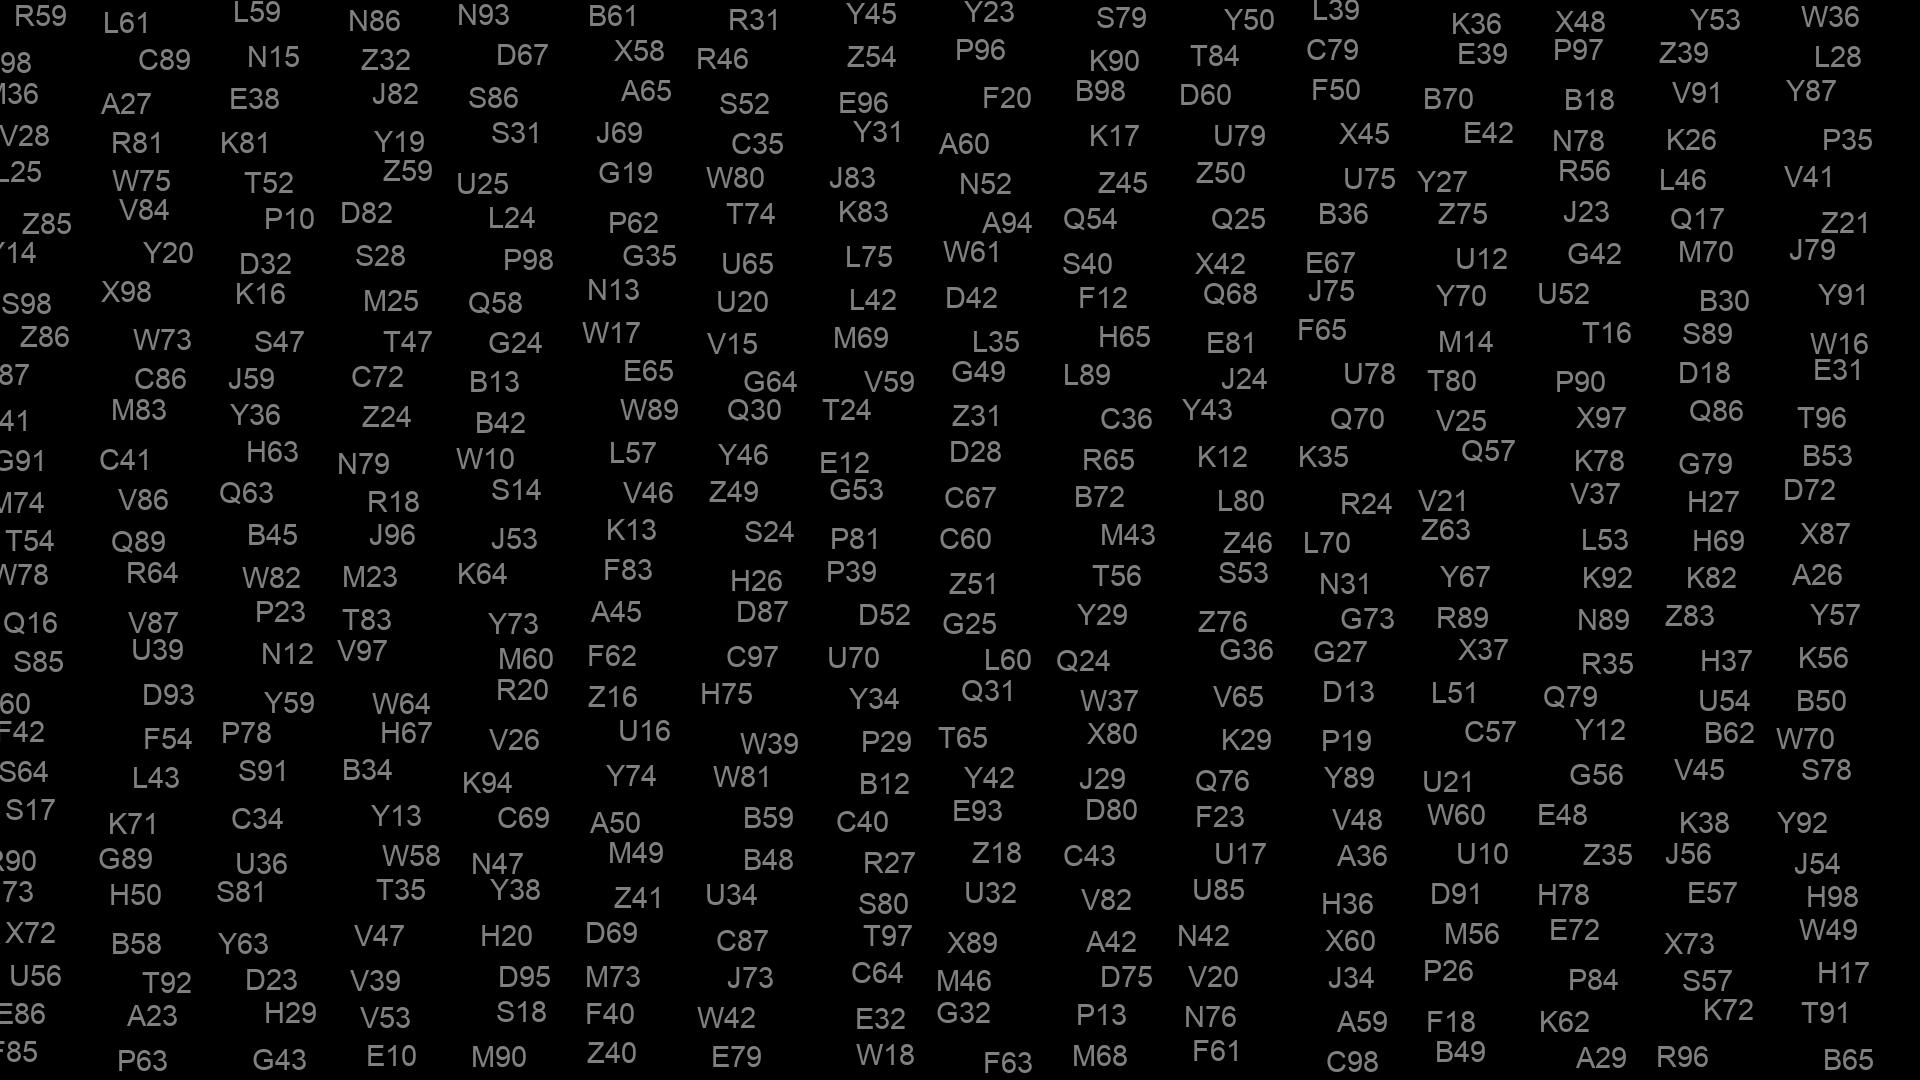 R59 L61 L59 N86 N93 B61 R31 Y45 Y23 S79 Y50 L39 K36 X48 Y53 W36
98 C89 N15 Z32 D67 X58 R46 Z54 P96 K90 T84 C79 E39 P97 Z39 L28
M36 A27 E38 J82 S86 A65 S52 E96 F20 B98 D60 F50 B70 B18 V91 Y87
V28 R81 K81 Y19 S31 J69 C35 Y31 A60 K17 U79 X45 E42 N78 K26 P35
L25 W75 T52 Z59 U25 G19 W80 J83 N52 Z45 Z50 U75 Y27 R56 L46 V41
Z85 V84 P10 D82 L24 P62 T74 K83 A94 Q54 Q25 B36 Z75 J23 Q17 Z21
Y14 Y20 D32 S28 P98 G35 U65 L75 W61 S40 X42 E67 U12 G42 M70 J79
S98 X98 K16 M25 Q58 N13 U20 L42 D42 F12 Q68 J75 Y70 U52 B30 Y91
Z86 W73 S47 T47 G24 W17 V15 M69 L35 H65 E81 F65 M14 T16 S89 W16
87 C86 J59 C72 B13 E65 G64 V59 G49 L89 J24 U78 T80 P90 D18 E31
41 M83 Y36 Z24 B42 W89 Q30 T24 Z31 C36 Y43 Q70 V25 X97 Q86 T96
G91 C41 H63 N79 W10 L57 Y46 E12 D28 R65 K12 K35 Q57 K78 G79 B53
M74 V86 Q63 R18 S14 V46 Z49 G53 C67 B72 L80 R24 V21 V37 H27 D72
T54 Q89 B45 J96 J53 K13 S24 P81 C60 M43 Z46 L70 Z63 L53 H69 X87
W78 R64 W82 M23 K64 F83 H26 P39 Z51 T56 S53 N31 Y67 K92 K82 A26
Q16 V87 P23 T83 Y73 A45 D87 D52 G25 Y29 Z76 G73 R89 N89 Z83 Y57
S85 U39 N12 V97 M60 F62 C97 U70 L60 Q24 G36 G27 X37 R35 H37 K56
60 D93 Y59 W64 R20 Z16 H75 Y34 Q31 W37 V65 D13 L51 Q79 U54 B50
F42 F54 P78 H67 V26 U16 W39 P29 T65 X80 K29 P19 C57 Y12 B62 W70
S64 L43 S91 B34 K94 Y74 W81 B12 Y42 J29 Q76 Y89 U21 G56 V45 S78
S17 K71 C34 Y13 C69 A50 B59 C40 E93 D80 F23 V48 W60 E48 K38 Y92
R90 G89 U36 W58 N47 M49 B48 R27 Z18 C43 U17 A36 U10 Z35 J56 J54
73 H50 S81 T35 Y38 Z41 U34 S80 U32 V82 U85 H36 D91 H78 E57 H98
X72 B58 Y63 V47 H20 D69 C87 T97 X89 A42 N42 X60 M56 E72 X73 W49
U56 T92 D23 V39 D95 M73 J73 C64 M46 D75 V20 J34 P26 P84 S57 H17
E86 A23 H29 V53 S18 F40 W42 E32 G32 P13 N76 A59 F18 K62 K72 T91
F85 P63 G43 E10 M90 Z40 E79 W18 F63 M68 F61 C98 B49 A29 R96 B65